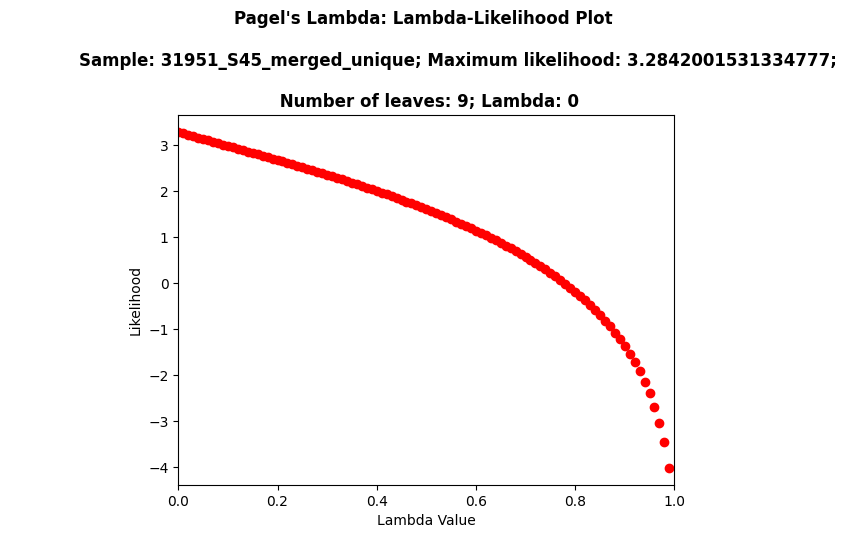 Pagel's Lambda: Lambda-Likelihood Plot
Sample: 31951_S45_merged_unique; Maximum likelihood: 3.2842001531334777;
Number of leaves: 9; Lambda: 0
3
2
1
0
−1
−2
−3
−4
Likelihood
0.0 0.2 0.4 0.6 0.8 1.0
Lambda Value